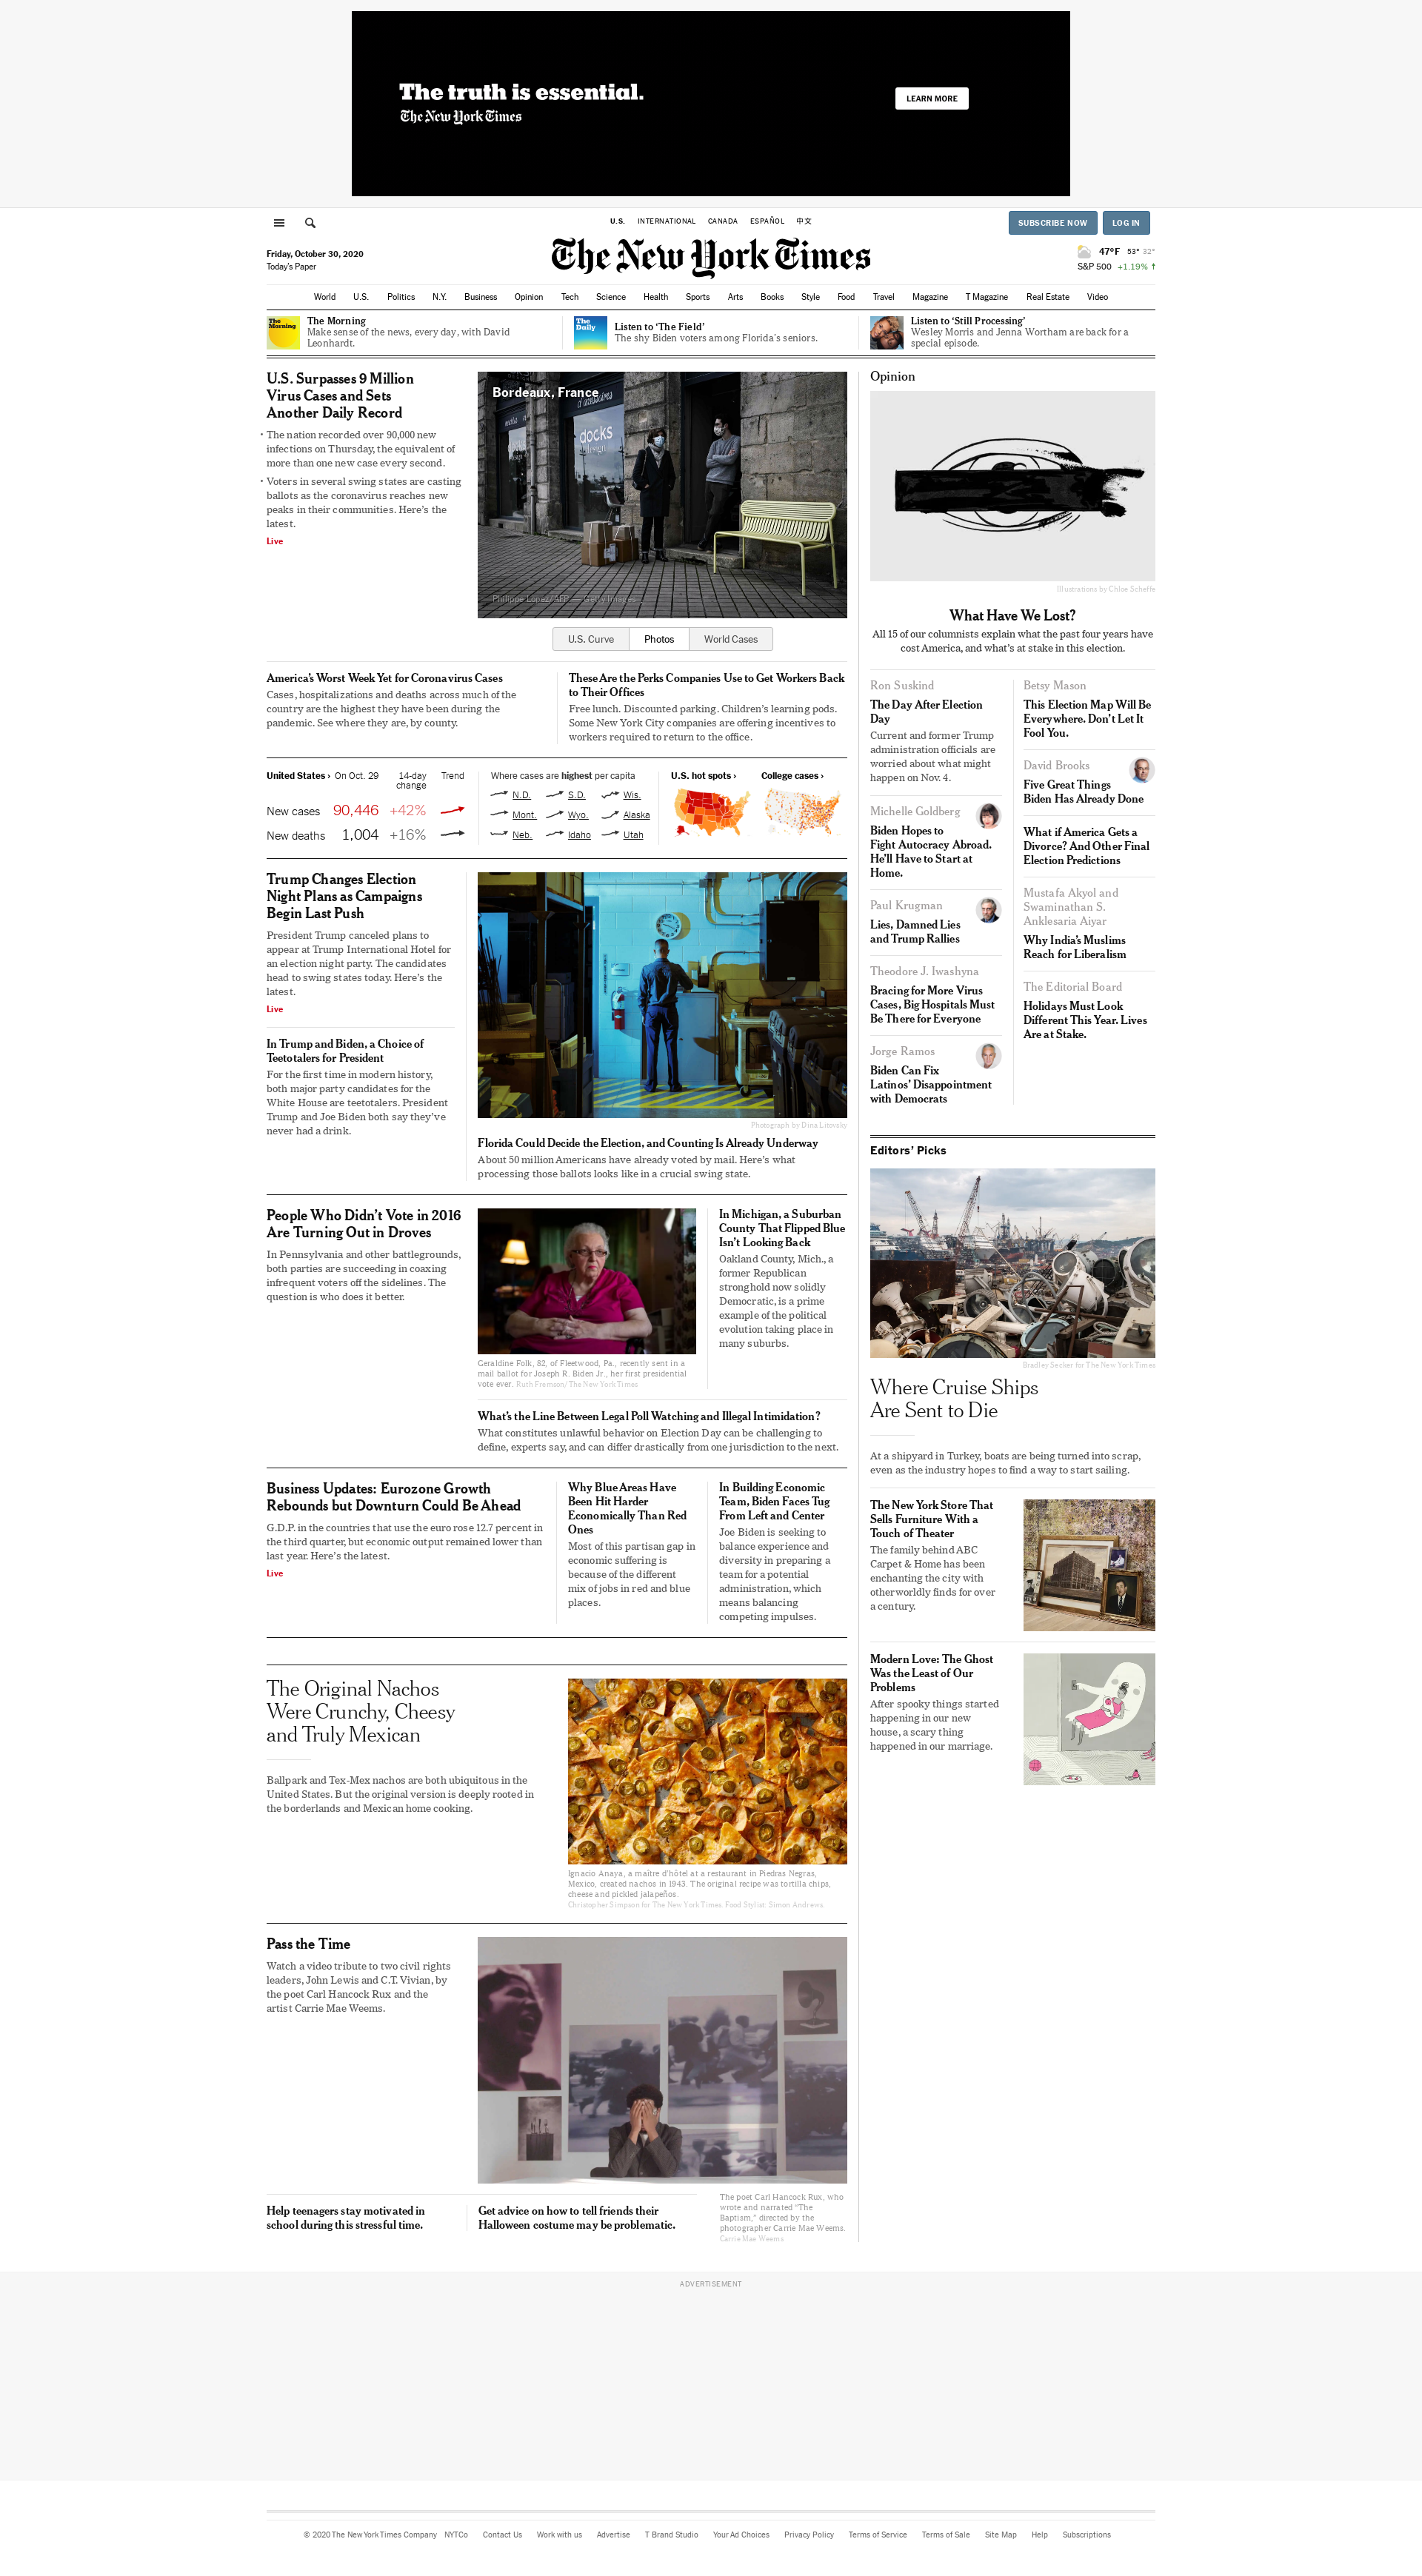 The truth is essential.
The New York Times
LEARN MORE
U.S. INTERNATIONAL CANADA ESPAÑOL 中文
SUBSCRIBE NOW LOG IN
Friday, October 30, 2020
Today's Paper
The New York Times
47°F 53° 32°
S&P 500 +1.19% ↑
World U.S. Politics N.Y. Business Opinion Tech Science Health Sports Arts Books Style Food Travel Magazine T Magazine Real Estate Video
The Morning
The Morning
Make sense of the news, every day, with David
Leonhardt.
The Daily
Listen to ‘The Field’
The shy Biden voters among Florida’s seniors.
Listen to ‘Still Processing’
Wesley Morris and Jenna Wortham are back for a
special episode.
U.S. Surpasses 9 Million
Virus Cases and Sets
Another Daily Record
• The nation recorded over 90,000 new
infections on Thursday, the equivalent of
more than one new case every second.
• Voters in several swing states are casting
ballots as the coronavirus reaches new
peaks in their communities. Here’s the
latest.
Live
Bordeaux, France
docks
Philippe Lopez/AFP — Getty Images
U.S. Curve Photos World Cases
America’s Worst Week Yet for Coronavirus Cases
Cases, hospitalizations and deaths across much of the
country are the highest they have been during the
pandemic. See where they are, by county.
These Are the Perks Companies Use to Get Workers Back
to Their Offices
Free lunch. Discounted parking. Children’s learning pods.
Some New York City companies are offering incentives to
workers required to return to the office.
United States › On Oct. 29 14-day
change Trend
New cases 90,446 +42%
New deaths 1,004 +16%
Where cases are highest per capita
N.D. S.D. Wis.
Mont. Wyo. Alaska
Neb. Idaho Utah
U.S. hot spots › College cases ›
Trump Changes Election
Night Plans as Campaigns
Begin Last Push
President Trump canceled plans to
appear at Trump International Hotel for
an election night party. The candidates
head to swing states today. Here’s the
latest.
Live
In Trump and Biden, a Choice of
Teetotalers for President
For the first time in modern history,
both major party candidates for the
White House are teetotalers. President
Trump and Joe Biden both say they’ve
never had a drink.
Photograph by Dina Litovsky
Florida Could Decide the Election, and Counting Is Already Underway
About 50 million Americans have already voted by mail. Here’s what
processing those ballots looks like in a crucial swing state.
People Who Didn’t Vote in 2016
Are Turning Out in Droves
In Pennsylvania and other battlegrounds,
both parties are succeeding in coaxing
infrequent voters off the sidelines. The
question is who does it better.
Geraldine Folk, 82, of Fleetwood, Pa., recently sent in a
mail ballot for Joseph R. Biden Jr., her first presidential
vote ever. Ruth Fremson/The New York Times
In Michigan, a Suburban
County That Flipped Blue
Isn’t Looking Back
Oakland County, Mich., a
former Republican
stronghold now solidly
Democratic, is a prime
example of the political
evolution taking place in
many suburbs.
What’s the Line Between Legal Poll Watching and Illegal Intimidation?
What constitutes unlawful behavior on Election Day can be challenging to
define, experts say, and can differ drastically from one jurisdiction to the next.
Business Updates: Eurozone Growth
Rebounds but Downturn Could Be Ahead
G.D.P. in the countries that use the euro rose 12.7 percent in
the third quarter, but economic output remained lower than
last year. Here’s the latest.
Live
Why Blue Areas Have
Been Hit Harder
Economically Than Red
Ones
Most of this partisan gap in
economic suffering is
because of the different
mix of jobs in red and blue
places.
In Building Economic
Team, Biden Faces Tug
From Left and Center
Joe Biden is seeking to
balance experience and
diversity in preparing a
team for a potential
administration, which
means balancing
competing impulses.
The Original Nachos
Were Crunchy, Cheesy
and Truly Mexican
Ballpark and Tex-Mex nachos are both ubiquitous in the
United States. But the original version is deeply rooted in
the borderlands and Mexican home cooking.
Ignacio Anaya, a maître d’hôtel at a restaurant in Piedras Negras,
Mexico, created nachos in 1943. The original recipe was tortilla chips,
cheese and pickled jalapeños.
Christopher Simpson for The New York Times. Food Stylist: Simon Andrews
Pass the Time
Watch a video tribute to two civil rights
leaders, John Lewis and C.T. Vivian, by
the poet Carl Hancock Rux and the
artist Carrie Mae Weems.
Help teenagers stay motivated in
school during this stressful time.
Get advice on how to tell friends their
Halloween costume may be problematic.
The poet Carl Hancock Rux, who
wrote and narrated “The
Baptism,” directed by the
photographer Carrie Mae Weems.
Carrie Mae Weems
Opinion
Illustrations by Chloe Scheffe
What Have We Lost?
All 15 of our columnists explain what the past four years have
cost America, and what’s at stake in this election.
Ron Suskind
The Day After Election
Day
Current and former Trump
administration officials are
worried about what might
happen on Nov. 4.
Michelle Goldberg
Biden Hopes to
Fight Autocracy Abroad.
He’ll Have to Start at
Home.
Paul Krugman
Lies, Damned Lies
and Trump Rallies
Theodore J. Iwashyna
Bracing for More Virus
Cases, Big Hospitals Must
Be There for Everyone
Jorge Ramos
Biden Can Fix
Latinos’ Disappointment
with Democrats
Betsy Mason
This Election Map Will Be
Everywhere. Don’t Let It
Fool You.
David Brooks
Five Great Things
Biden Has Already Done
What if America Gets a
Divorce? And Other Final
Election Predictions
Mustafa Akyol and
Swaminathan S.
Anklesaria Aiyar
Why India’s Muslims
Reach for Liberalism
The Editorial Board
Holidays Must Look
Different This Year. Lives
Are at Stake.
Editors’ Picks
Bradley Secker for The New York Times
Where Cruise Ships
Are Sent to Die
At a shipyard in Turkey, boats are being turned into scrap,
even as the industry hopes to find a way to start sailing.
The New York Store That
Sells Furniture With a
Touch of Theater
The family behind ABC
Carpet & Home has been
enchanting the city with
otherworldly finds for over
a century.
Modern Love: The Ghost
Was the Least of Our
Problems
After spooky things started
happening in our new
house, a scary thing
happened in our marriage.
ADVERTISEMENT
© 2020 The New York Times Company NYTCo Contact Us Work with us Advertise T Brand Studio Your Ad Choices Privacy Policy Terms of Service Terms of Sale Site Map Help Subscriptions